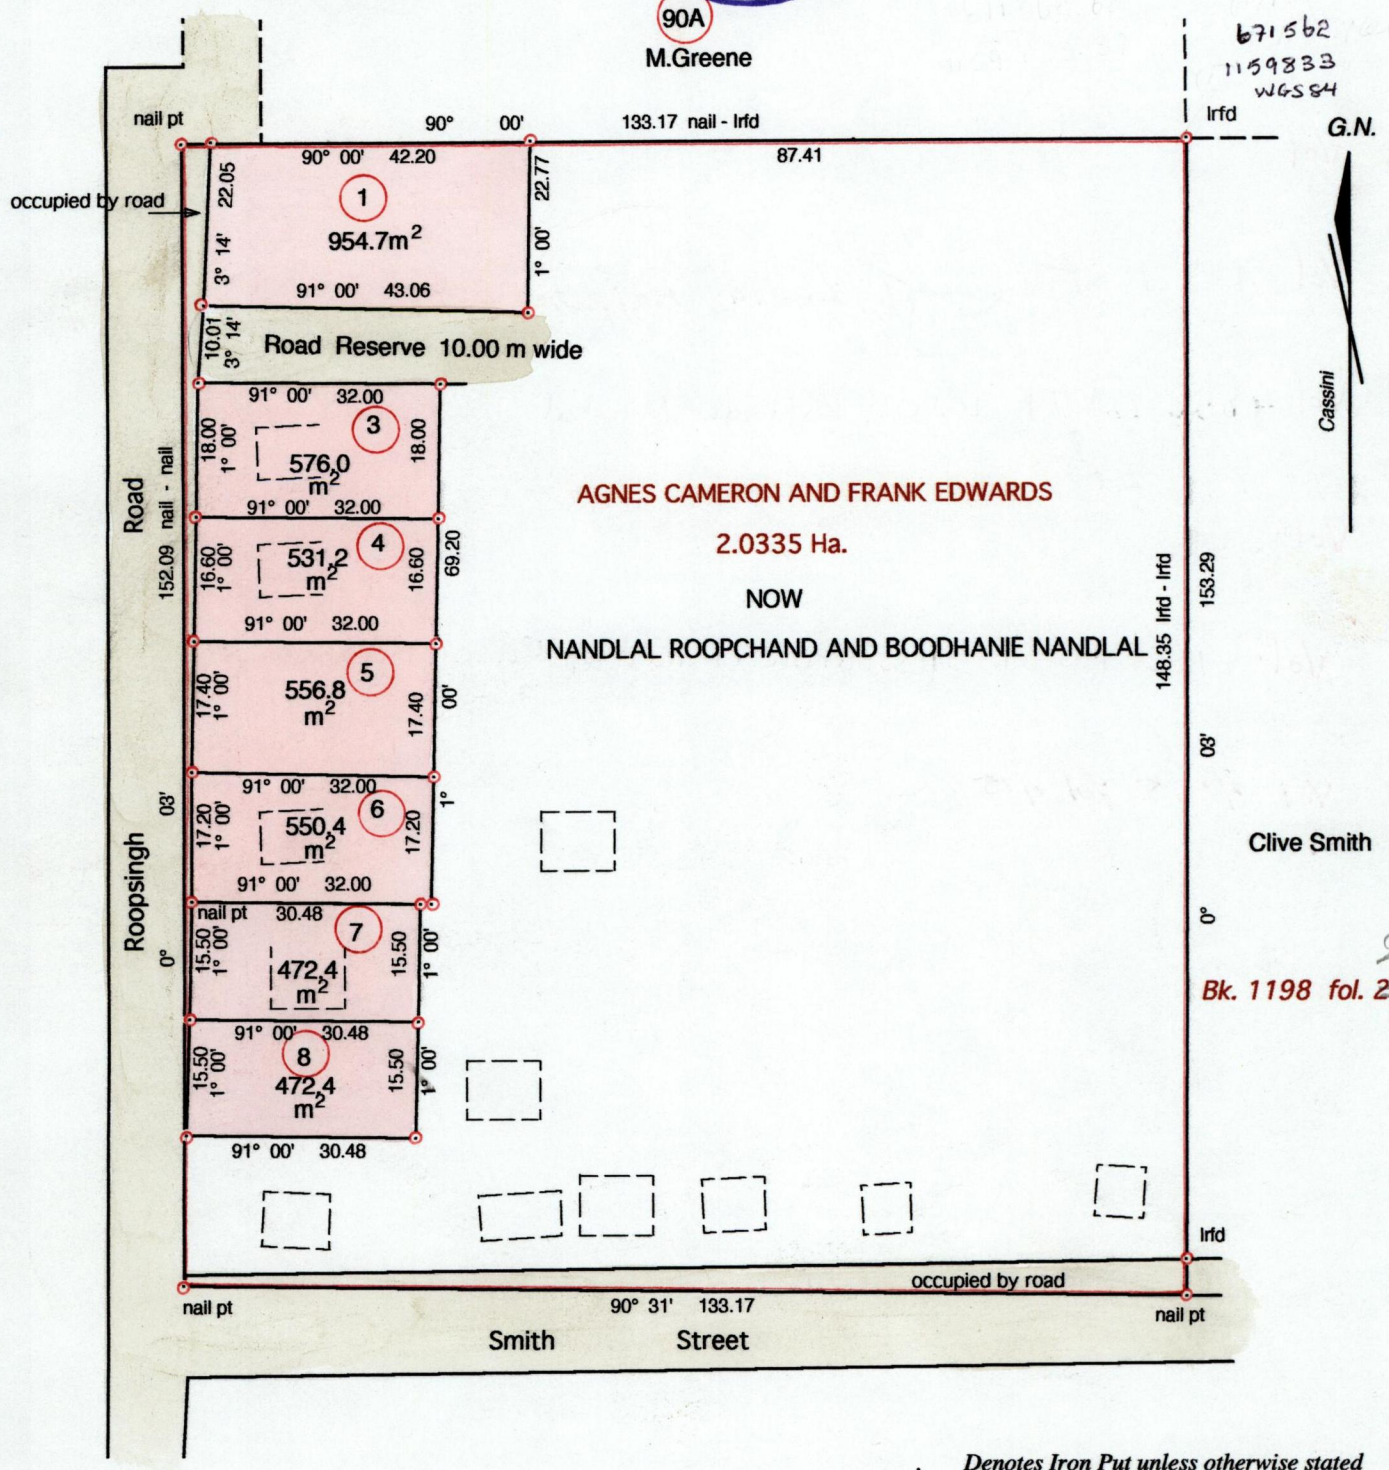 90A
M.Greene
671562
1159833
WGS84
nail pt
90° 00' 133.17 nail - Irfd
Irfd
G.N.
90° 00' 42.20
87.41
occupied by road
22.05
3° 14'
1
954.7m²
22.77
1° 00'
91° 00' 43.06
10.01
3° 14'
Road Reserve 10.00 m wide
Cassini
91° 00' 32.00
18.00
1° 00'
3
576,0
m²
18.00
91° 00' 32.00
AGNES CAMERON AND FRANK EDWARDS
2.0335 Ha.
NOW
NANDLAL ROOPCHAND AND BOODHANIE NANDLAL
16.60
1° 00'
4
531,2
m²
16.60
69.20
1° 00'
91° 00' 32.00
17.40
1° 00'
5
556.8
m²
17.40
91° 00' 32.00
17.20
1° 00'
6
550,4
m²
17.20
91° 00' 32.00
nail pt 30.48
15.50
1° 00'
7
472,4
m²
15.50
1° 00'
91° 00' 30.48
15.50
1° 00'
8
472,4
m²
15.50
1° 00'
91° 00' 30.48
Roopsingh Road
0° 03' 152.09 nail - nail
148.35 Irfd - Irfd
0° 03' 153.29
Clive Smith
Bk. 1198 fol. 2
Irfd
occupied by road
nail pt
90° 31' 133.17
nail pt
Smith Street
Denotes Iron Put unless otherwise stated